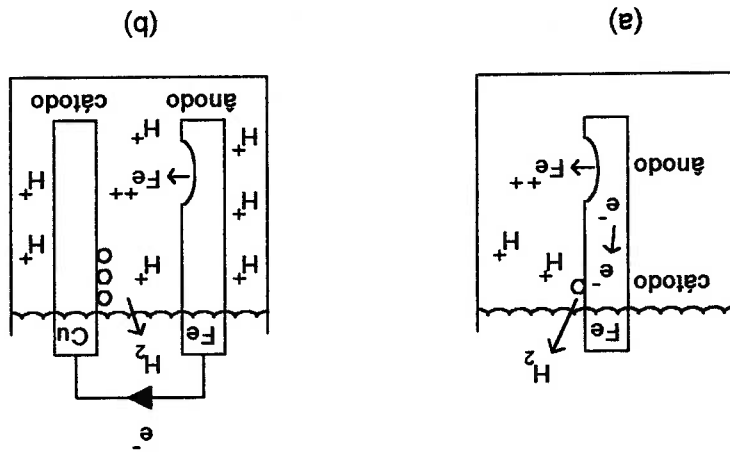 H₂
Fe
cátodo e⁻ H⁺
H⁺
e⁻
ânodo Fe⁺⁺
(a)
e⁻
H₂
Fe Cu
H⁺ H⁺ H⁺
H⁺ Fe⁺⁺ H⁺
H⁺ H⁺
ânodo cátodo
(b)